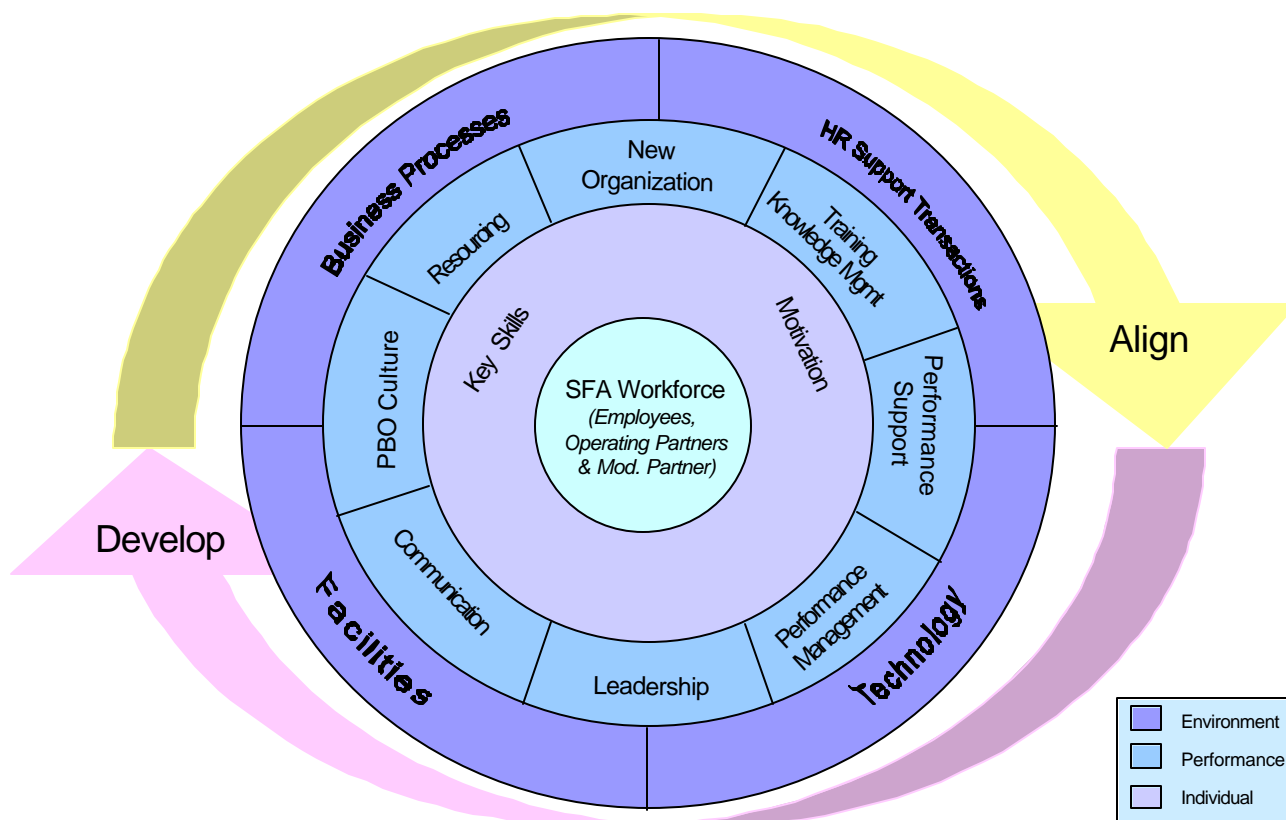 Business Processes
HR Support Transactions
Technology
Facilities
New
Organization
Training
Knowledge Mgmt
Performance
Support
Performance
Management
Leadership
Communication
PBO Culture
Resourcing
Key Skills
Motivation
SFA Workforce
(Employees,
Operating Partners
& Mod. Partner)
Align
Develop
Environment
Performance
Individual